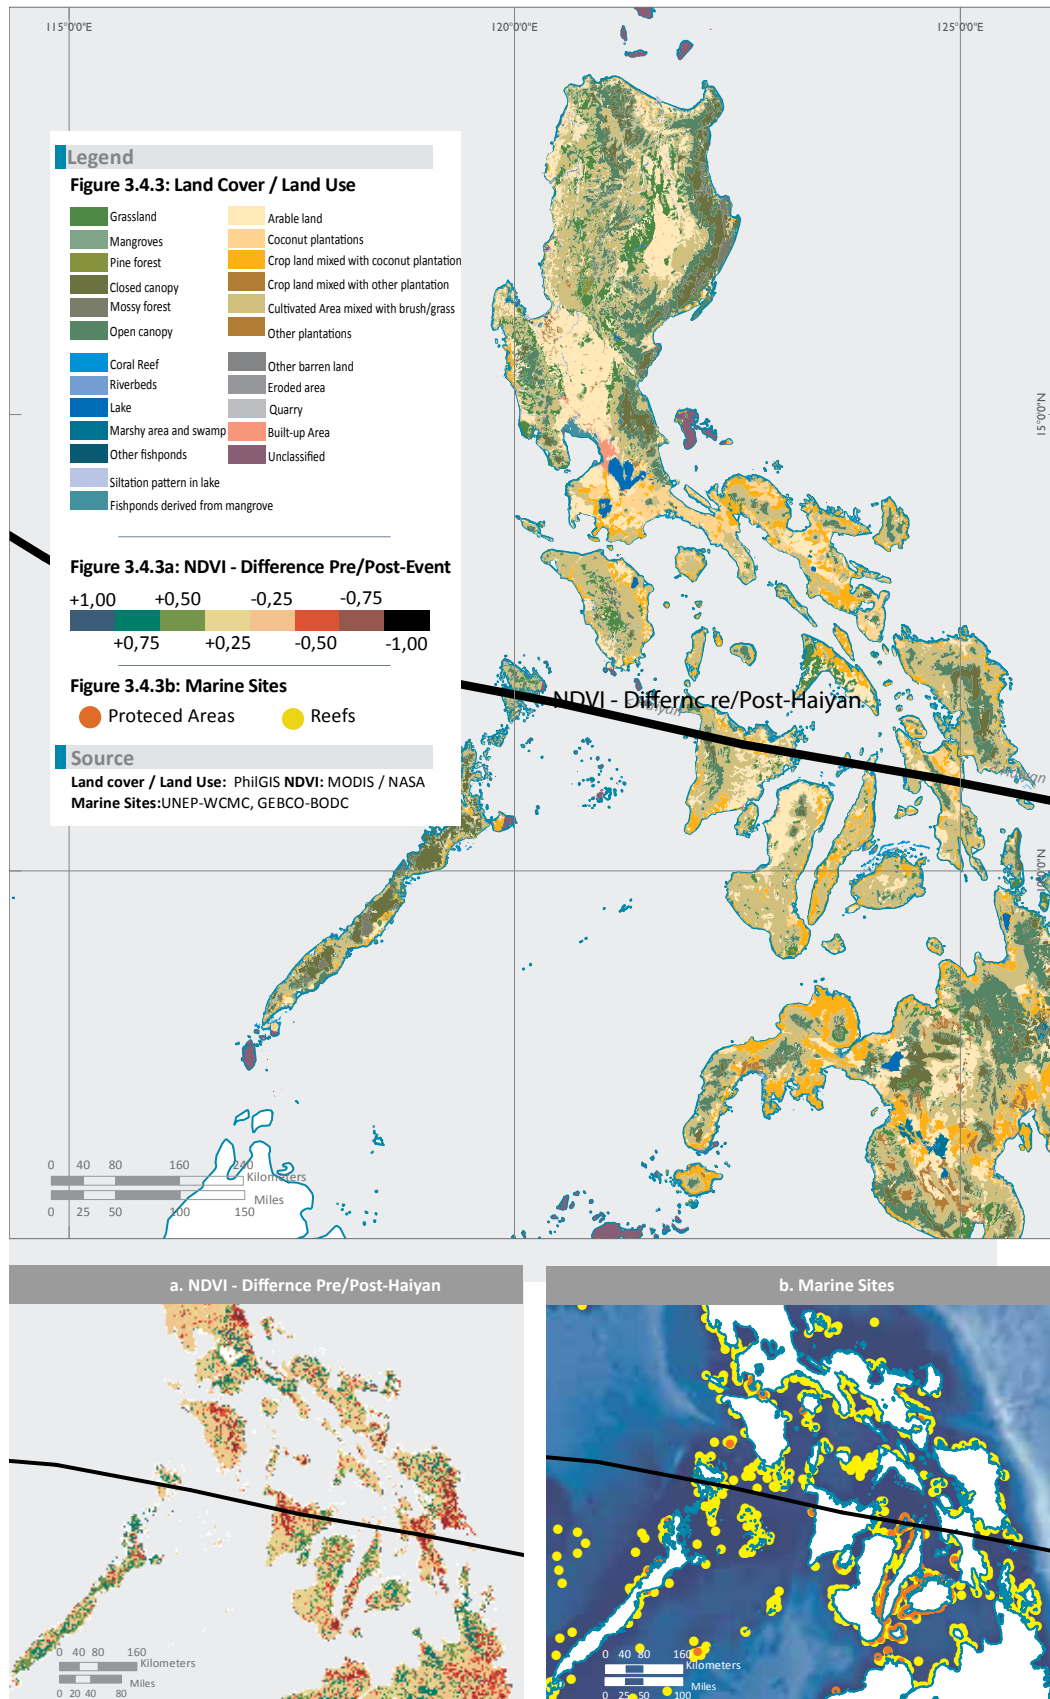 115°0'0"E 120°0'0"E 125°0'0"E
Legend
Figure 3.4.3: Land Cover / Land Use
Grassland
Mangroves
Pine forest
Closed canopy
Mossy forest
Open canopy
Coral Reef
Riverbeds
Lake
Marshy area and swamp
Other fishponds
Siltation pattern in lake
Fishponds derived from mangrove
Arable land
Coconut plantations
Crop land mixed with coconut plantation
Crop land mixed with other plantation
Cultivated Area mixed with brush/grass
Other plantations
Other barren land
Eroded area
Quarry
Built-up Area
Unclassified
15°0'0"N
Figure 3.4.3a: NDVI - Difference Pre/Post-Event
+1,00 +0,50 -0,25 -0,75
+0,75 +0,25 -0,50 -1,00
Figure 3.4.3b: Marine Sites
Proteced Areas Reefs
Source
Land cover / Land Use: PhilGIS NDVI: MODIS / NASA
Marine Sites:UNEP-WCMC, GEBCO-BODC
NDVI - Differnc re/Post-Haiyan
Haiyan
0 40 80 160 240
Kilometers
Miles
0 25 50 100 150
a. NDVI - Differnce Pre/Post-Haiyan
0 40 80 160
Kilometers
Miles
0 20 40 80
b. Marine Sites
0 40 80 160
Kilometers
Miles
0 25 50 100